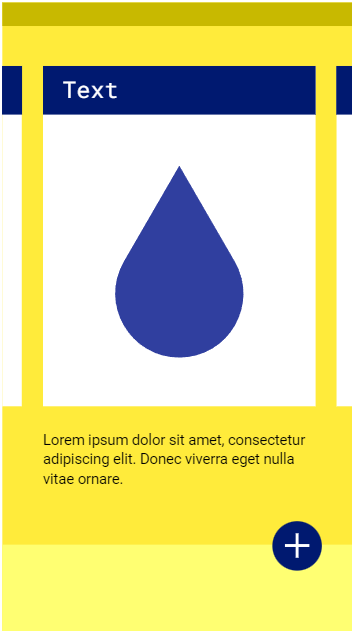 Text
Lorem ipsum dolor sit amet, consectetur
adipiscing elit. Donec viverra eget nulla
vitae ornare.